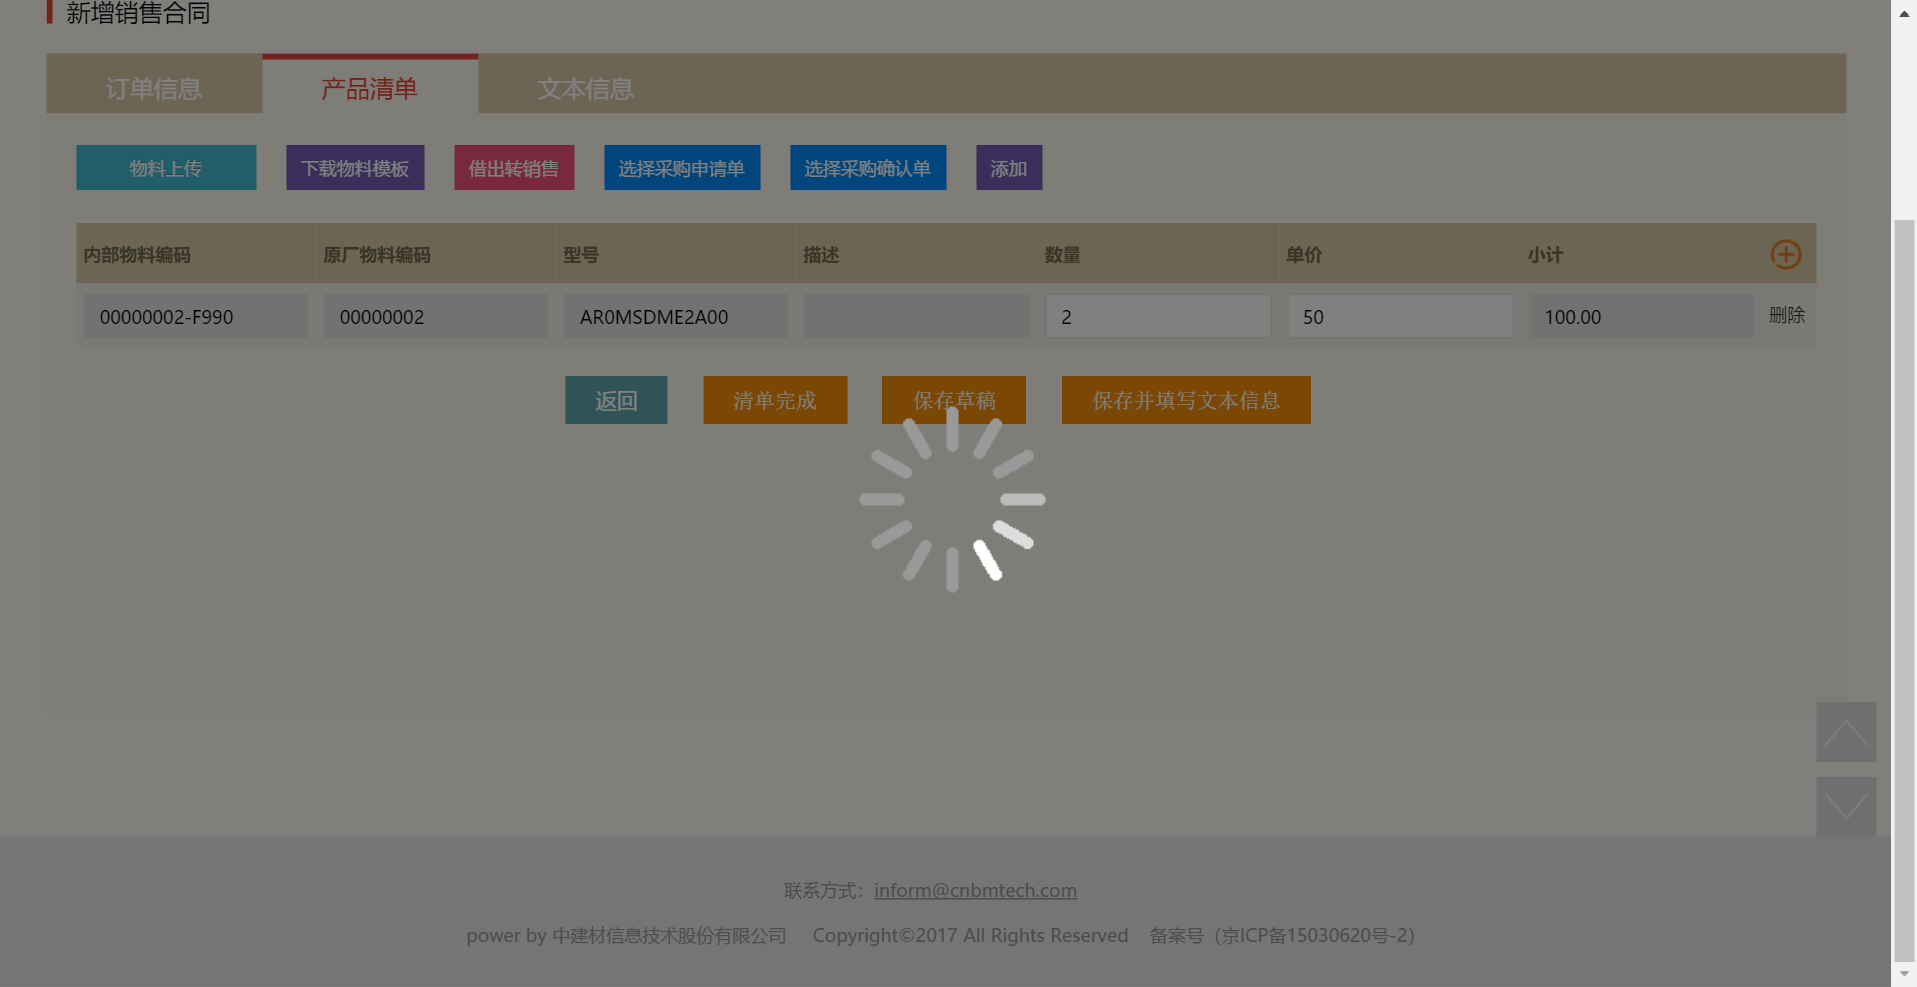 新增销售合同
订单信息 产品清单 文本信息
物料上传 下载物料模板 借出转销售 选择采购申请单 选择采购确认单 添加
内部物料编码 原厂物料编码 型号 描述 数量 单价 小计
00000002-F990 00000002 AR0MSDME2A00 2 50 100.00 删除
返回 清单完成 保存草稿 保存并填写文本信息
联系方式：inform@cnbmtech.com
power by 中建材信息技术股份有限公司 Copyright©2017 All Rights Reserved 备案号（京ICP备15030620号-2）